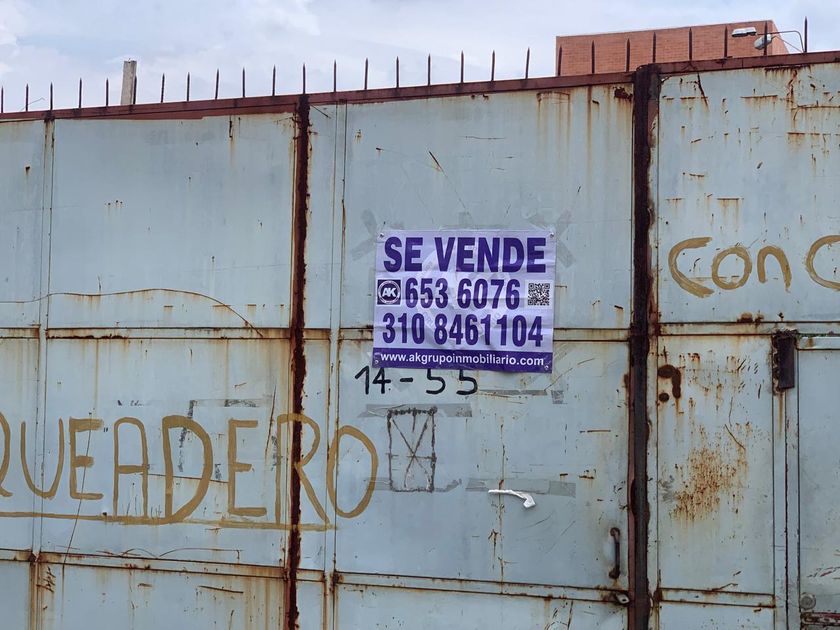 SE VENDE
AK 653 6076
310 8461104
www.akgrupoinmobiliario.com
14-55
QUEADERO
con